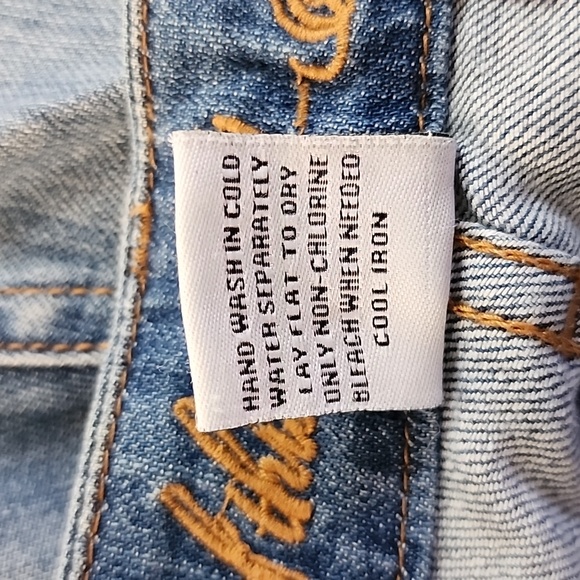 HAND WASH IN COLD
WATER SEPARATELY
LAY FLAT TO DRY
ONLY NON-CHLORINE
BLEACH WHEN NEEDED
COOL IRON